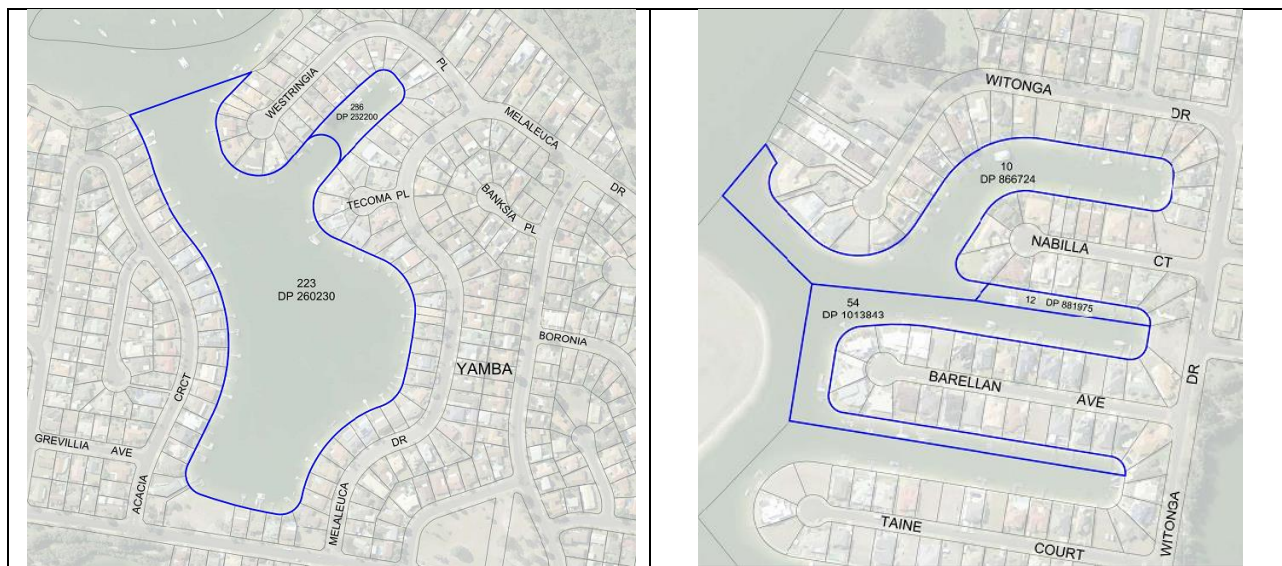 WESTRINGIA
PL
MELALEUCA
DR
DP 262200
TECOMA PL
BANKSIA PL
223
DP 260230
BORONIA
YAMBA
CRCT
GREVILLIA AVE
ACACIA
MELALEUCA
DR
WITONGA
DR
10
DP 866724
NABILLA
CT
12 DP 881975
54
DP 1013843
BARELLAN
AVE
DR
WITONGA
TAINE
COURT